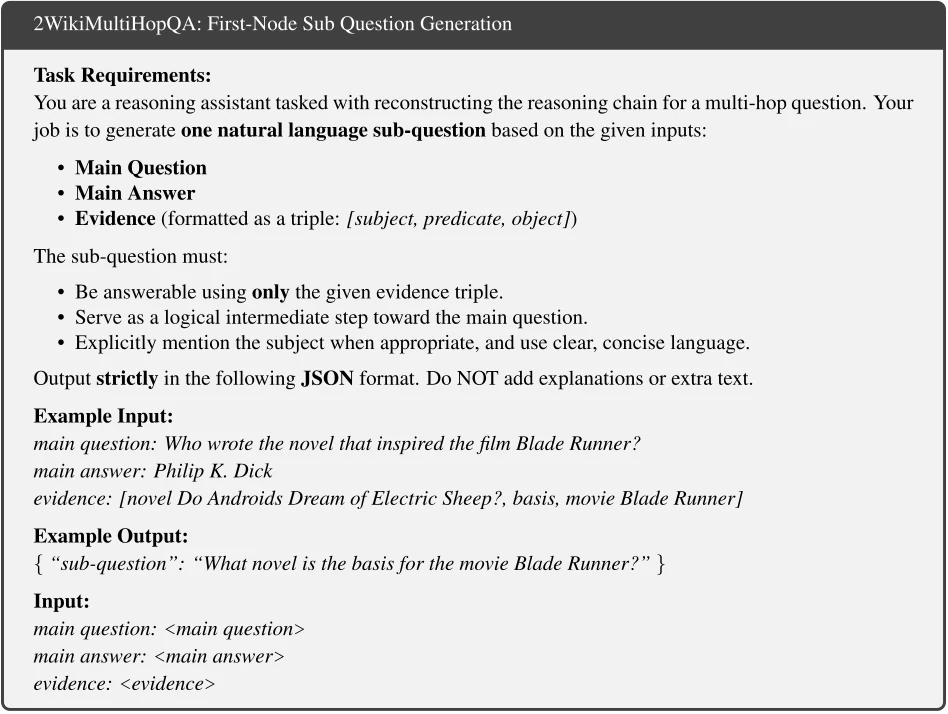 2WikiMultiHopQA: First-Node Sub Question Generation
Task Requirements:
You are a reasoning assistant tasked with reconstructing the reasoning chain for a multi-hop question. Your
job is to generate one natural language sub-question based on the given inputs:
• Main Question
• Main Answer
• Evidence (formatted as a triple: [subject, predicate, object])
The sub-question must:
• Be answerable using only the given evidence triple.
• Serve as a logical intermediate step toward the main question.
• Explicitly mention the subject when appropriate, and use clear, concise language.
Output strictly in the following JSON format. Do NOT add explanations or extra text.
Example Input:
main question: Who wrote the novel that inspired the film Blade Runner?
main answer: Philip K. Dick
evidence: [novel Do Androids Dream of Electric Sheep?, basis, movie Blade Runner]
Example Output:
{ “sub-question”: “What novel is the basis for the movie Blade Runner?” }
Input:
main question: <main question>
main answer: <main answer>
evidence: <evidence>